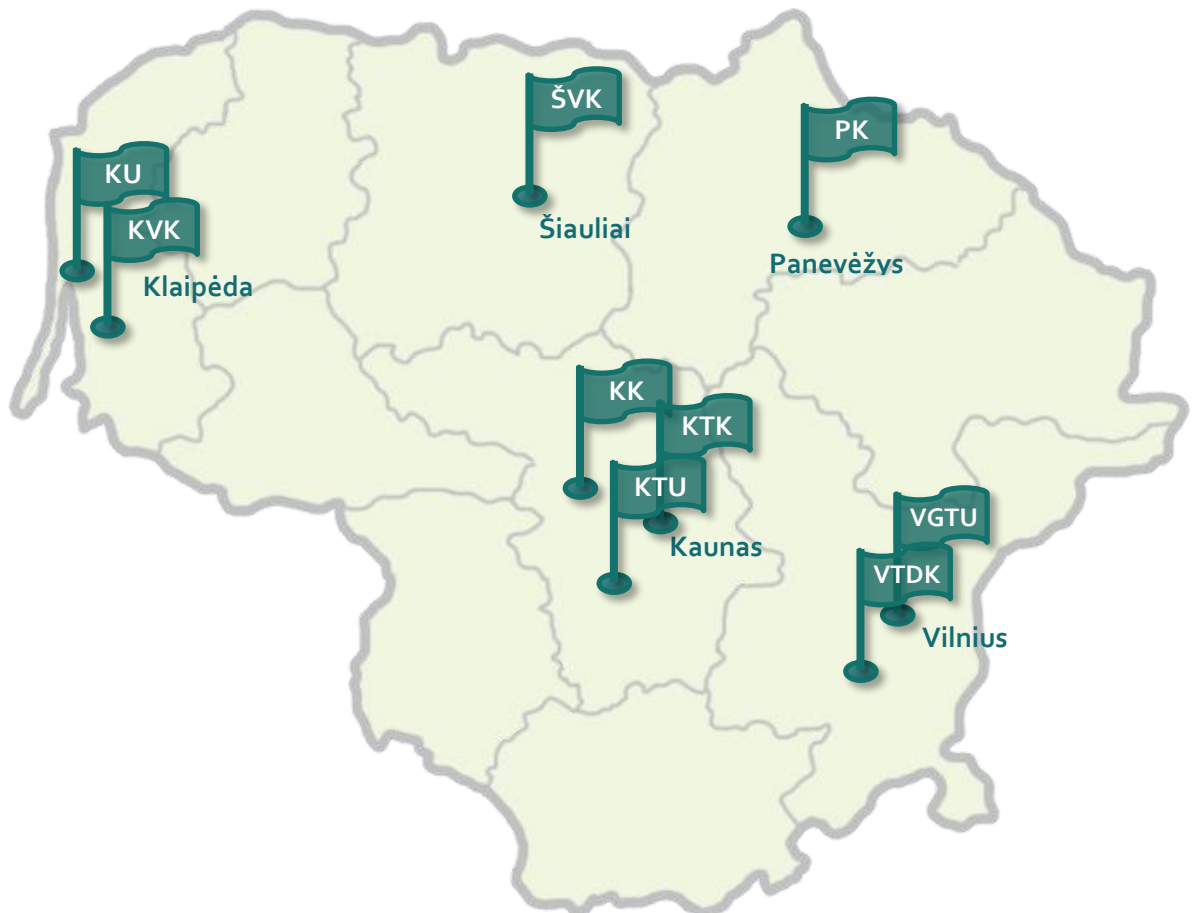 ŠVK
PK
KU
KVK
Šiauliai
Panevėžys
Klaipėda
KK
KTK
KTU
Kaunas
VGTU
VTDK
Vilnius